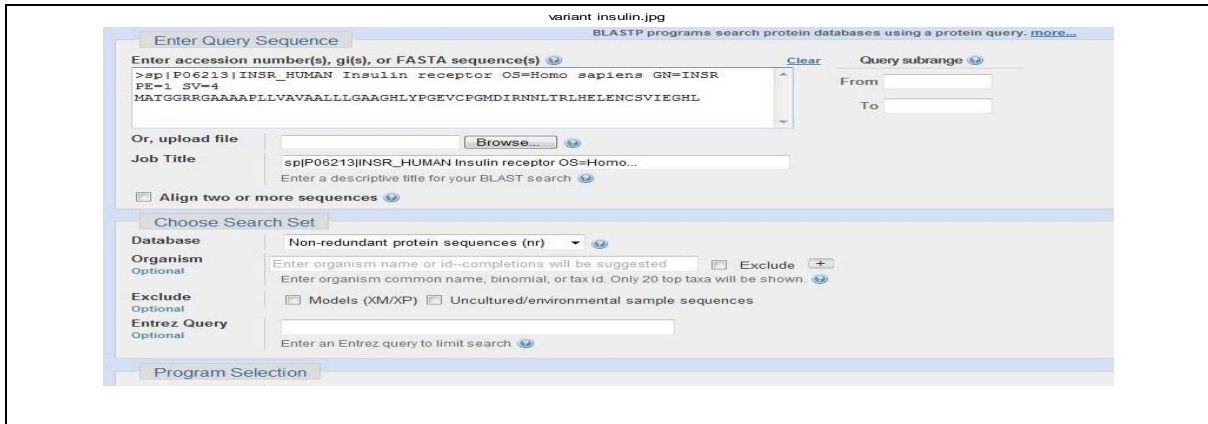 variant insulin.jpg
BLASTP programs search protein databases using a protein query. more...
Enter Query Sequence
Enter accession number(s), gi(s), or FASTA sequence(s)
Clear
Query subrange
>sp|P06213|INSR_HUMAN Insulin receptor OS=Homo sapiens GN=INSR
PE=1 SV=4
MATGGRRGAAAAPLLVAVAALLLGAAGHLYPGEVCPGMDIRNNLTRLHELENCSVIEGHL
From
To
Or, upload file
Browse...
Job Title
sp|P06213|INSR_HUMAN Insulin receptor OS=Homo...
Enter a descriptive title for your BLAST search
Align two or more sequences
Choose Search Set
Database
Non-redundant protein sequences (nr)
Organism
Optional
Enter organism name or id--completions will be suggested
Exclude
+
Enter organism common name, binomial, or tax id. Only 20 top taxa will be shown.
Exclude
Optional
Models (XM/XP)
Uncultured/environmental sample sequences
Entrez Query
Optional
Enter an Entrez query to limit search
Program Selection